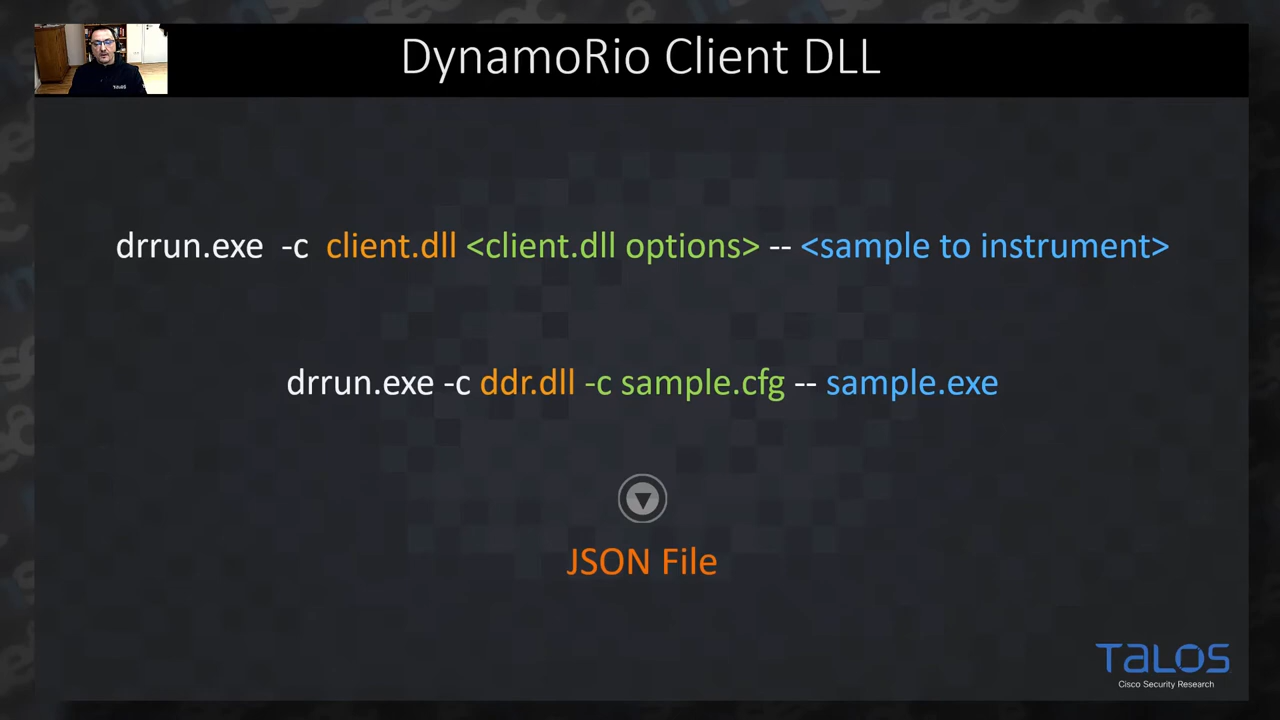 DynamoRio Client DLL
drrun.exe -c client.dll <client.dll options> -- <sample to instrument>
drrun.exe -c ddr.dll -c sample.cfg -- sample.exe
JSON File
TALOS
Cisco Security Research